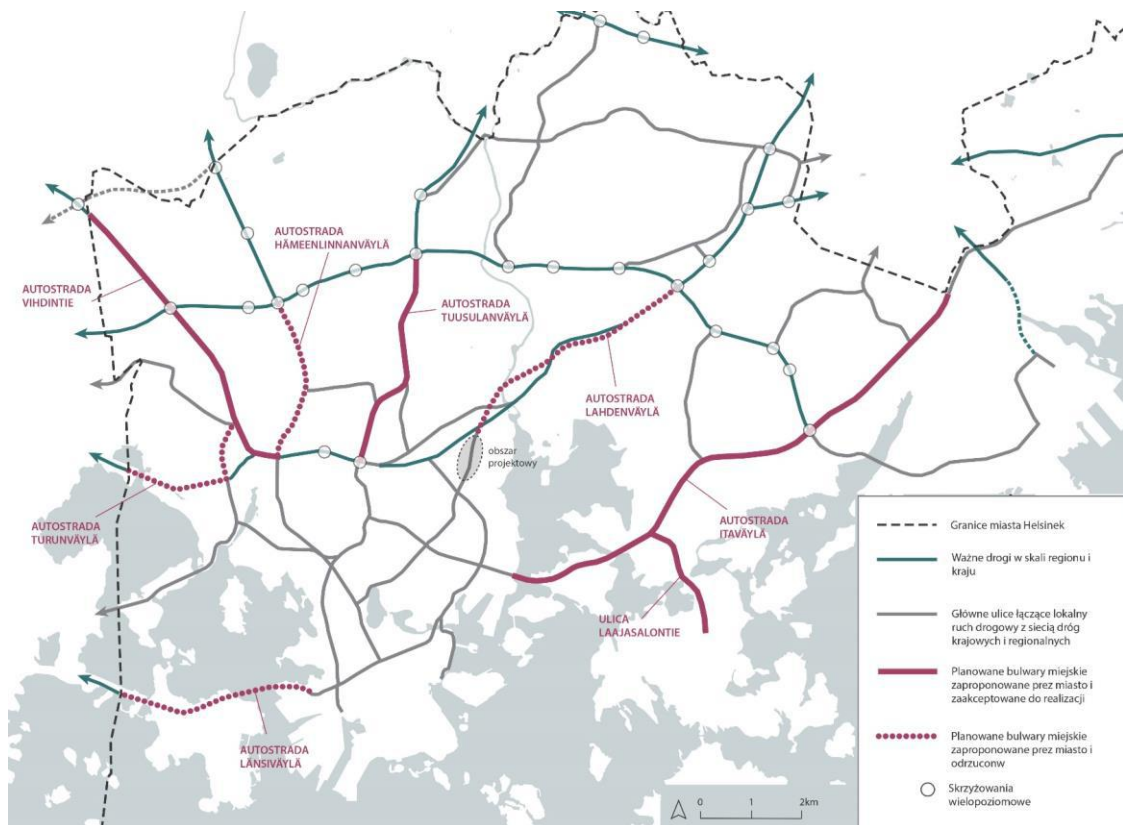 AUTOSTRADA
HÄMEENLINNANVÄYLÄ
AUTOSTRADA
VIHDINTIE
AUTOSTRADA
TUUSULANVÄYLÄ
AUTOSTRADA
LAHDENVÄYLÄ
obszar
projektowy
AUTOSTRADA
TURUNVÄYLÄ
AUTOSTRADA
ITAVÄYLÄ
ULICA
LAAJASALONTIE
AUTOSTRADA
LÄNSIVÄYLÄ
Granice miasta Helsinek
Ważne drogi w skali regionu i
kraju
Główne ulice łączące lokalny
ruch drogowy z siecią dróg
krajowych i regionalnych
Planowane bulwary miejskie
zaproponowane prez miasto i
zaakceptowane do realizacji
Planowane bulwary miejskie
zaproponowane prez miasto i
odrzuconw
Skrzyżowania
wielopoziomowe
0 1 2km